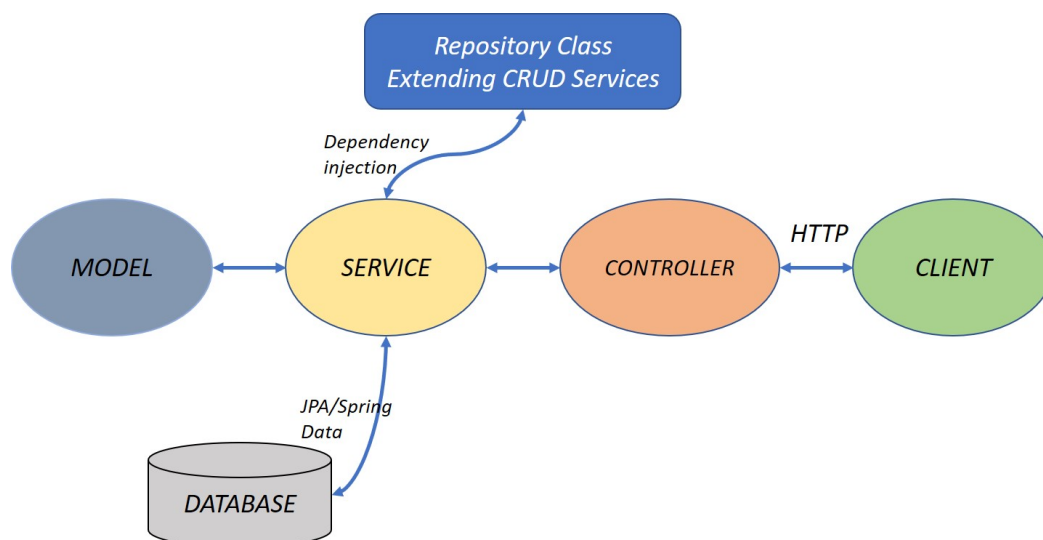 Repository Class
Extending CRUD Services
Dependency
injection
MODEL
SERVICE
CONTROLLER
HTTP
CLIENT
JPA/Spring
Data
DATABASE